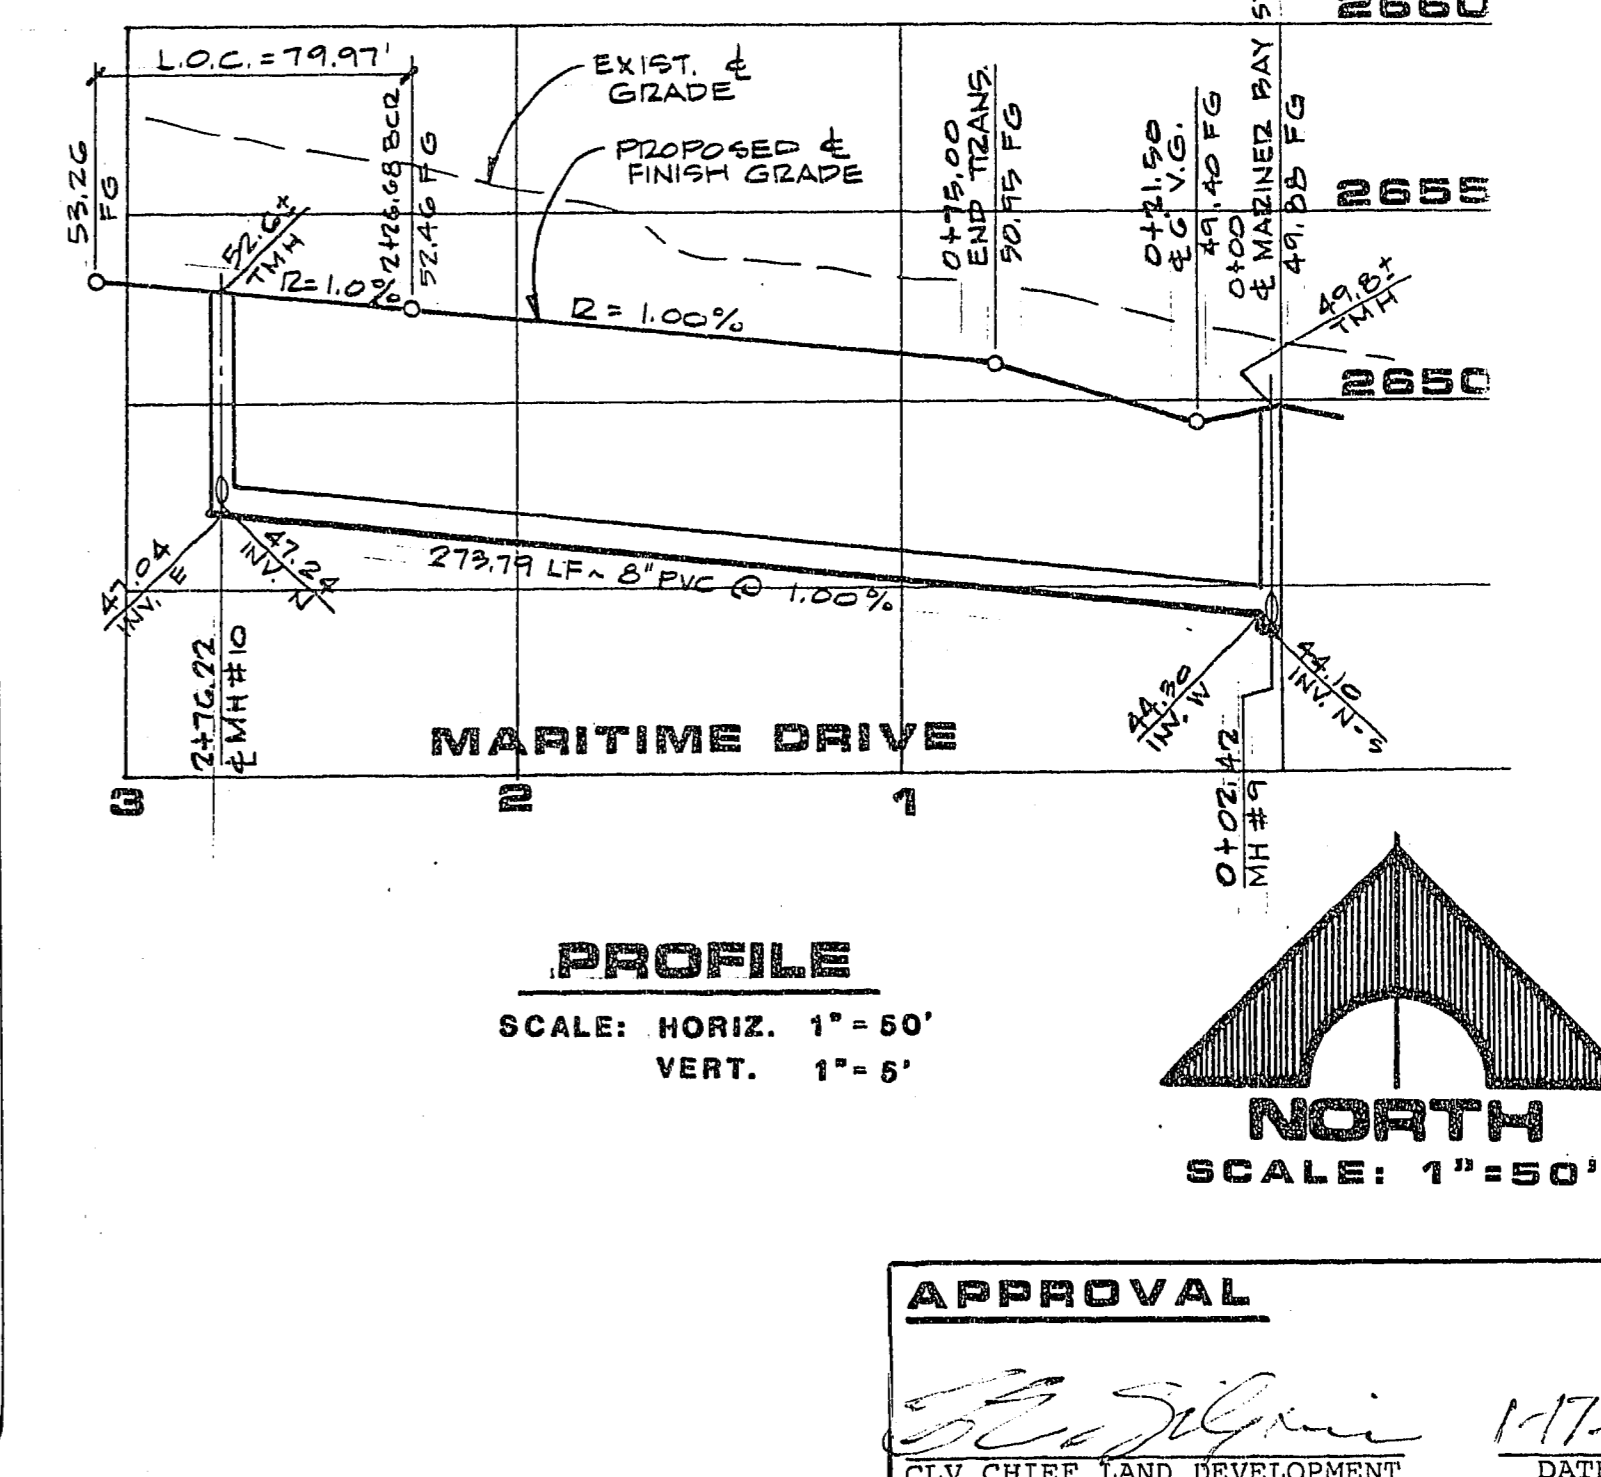 2660
L.O.C. = 79.97'
EXIST. ℄
GRADE
PROPOSED ℄
FINISH GRADE
53.26
FG
52.6±
TMH
2+26.68 BCR
52.46 FG
R=1.0%
R = 1.00%
0+75.00
END TRANS.
50.95 FG
0+21.50
℄ 6' V.G.
49.40 FG
0+00
℄ MARINER BAY
49.88 FG
2655
49.8±
TMH
2650
47.04
INV. E
47.24
INV. N
273.79 LF ~ 8" PVC @ 1.00%
2+76.22
℄ MH #10
44.30
INV. W
44.10
INV. N-S
0+02.42
MH #9
MARITIME DRIVE
3 2 1
PROFILE
SCALE: HORIZ. 1" = 50'
VERT. 1" = 5'
NORTH
SCALE: 1"=50'
APPROVAL
1-17-
CLV CHIEF LAND DEVELOPMENT
DATE